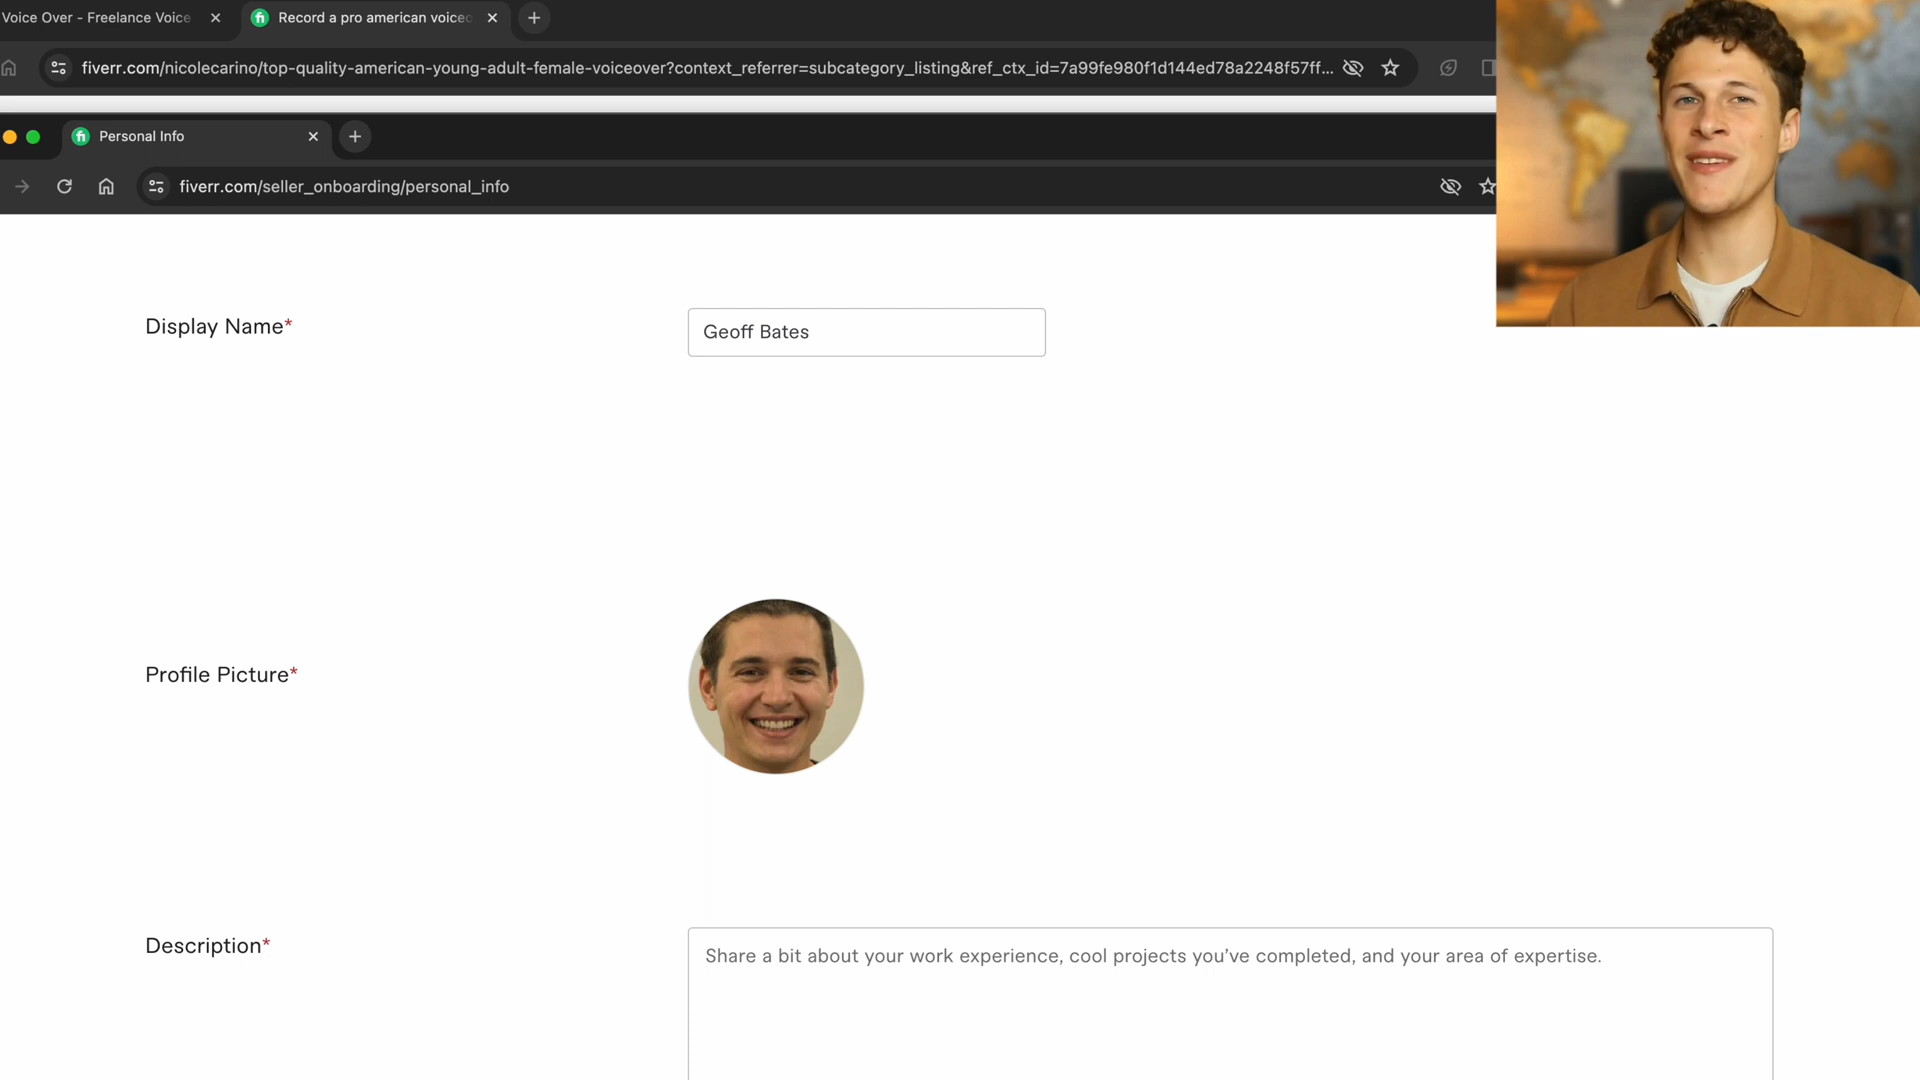 Voice Over - Freelance Voice
Record a pro american voiceo
fiverr.com/nicolecarino/top-quality-american-young-adult-female-voiceover?context_referrer=subcategory_listing&ref_ctx_id=7a99fe980f1d144ed78a2248f57ff...
Personal Info
fiverr.com/seller_onboarding/personal_info
Display Name*
Geoff Bates
Profile Picture*
Description*
Share a bit about your work experience, cool projects you’ve completed, and your area of expertise.